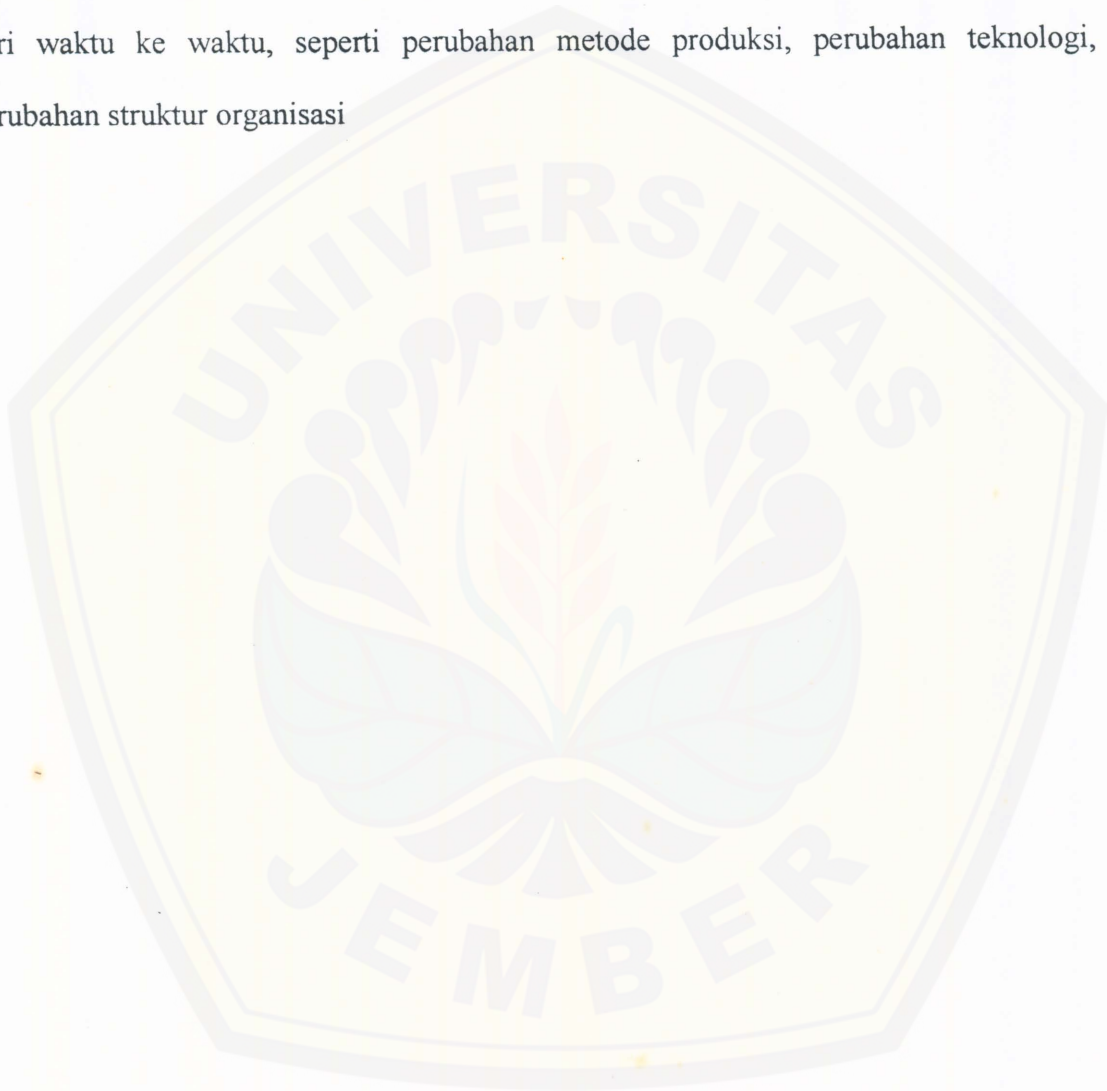 ri waktu ke waktu, seperti perubahan metode produksi, perubahan teknologi,
rubahan struktur organisasi
UNIVERSITAS
JEMBER